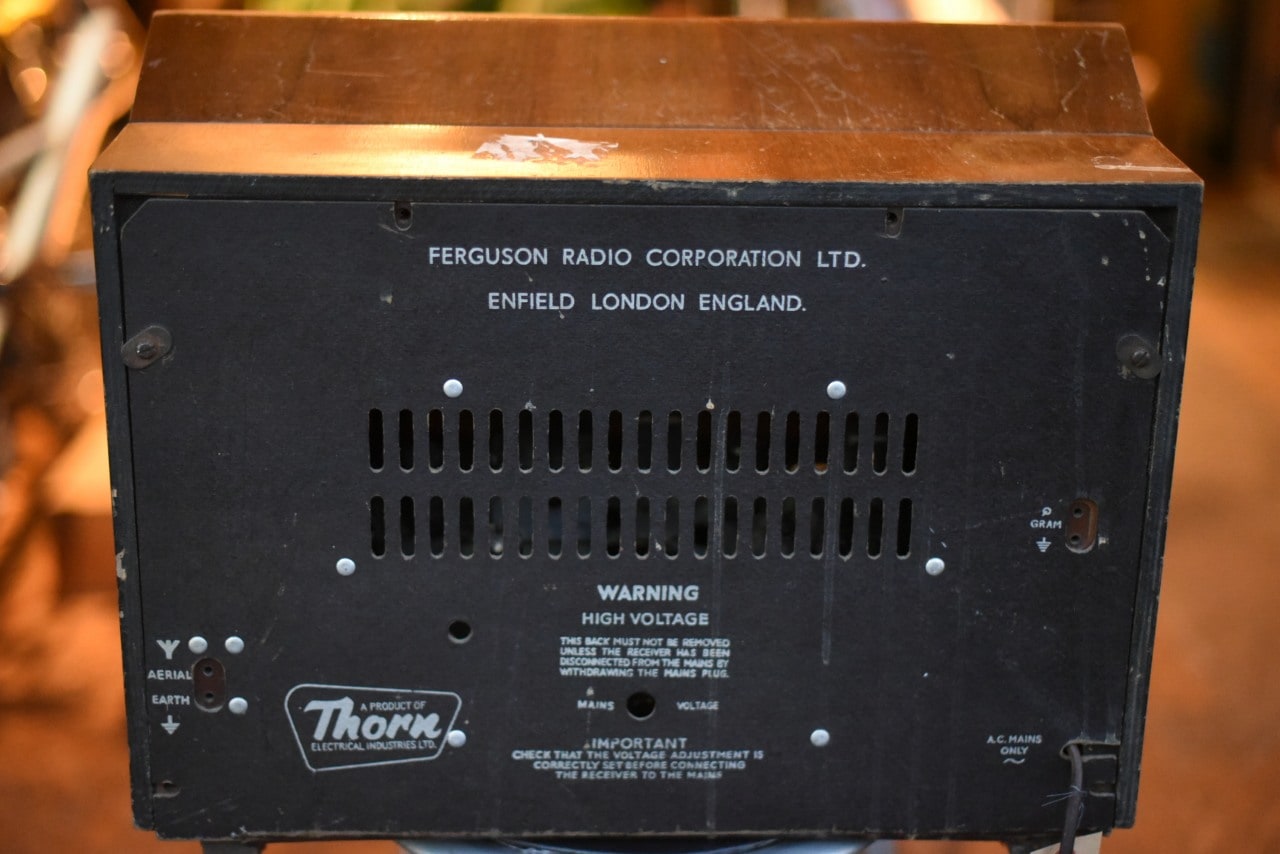 FERGUSON RADIO CORPORATION LTD.
ENFIELD LONDON ENGLAND.
GRAM
WARNING
HIGH VOLTAGE
THIS BACK MUST NOT BE REMOVED
UNLESS THE RECEIVER HAS BEEN
DISCONNECTED FROM THE MAINS BY
WITHDRAWING THE MAINS PLUG.
AERIAL
EARTH
MAINS VOLTAGE
A PRODUCT OF
Thorn
ELECTRICAL INDUSTRIES LTD.
IMPORTANT
CHECK THAT THE VOLTAGE ADJUSTMENT IS
CORRECTLY SET BEFORE CONNECTING
THE RECEIVER TO THE MAINS
A.C. MAINS
ONLY